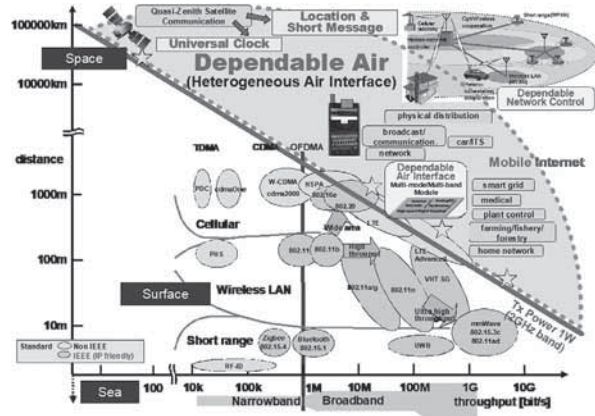 100000km
Quasi-Zenith Satellite
Communication
Location &
Short Message
Universal Clock
Space
Dependable Air
(Heterogeneous Air Interface)
Dependable
Network Control
10000km
physical distribution
broadcast/
communication
car/ITS
network
Mobile Internet
distance
TDMA
CDMA
OFDMA
Dependable
Air Interface
Multi-mode/Multi-band
Module
smart grid
medical
plant control
farming/fishery/
forestry
home network
1000m
PDC
cdmaOne
W-CDMA
cdma2000
HSPA
802.16e
802.20
LTE
Cellular
Wide area
100m
PHS
802.11
802.11b
High
throughput
LTE
Advanced
802.11a/g
802.11n
VHT SG
Surface
Wireless LAN
Ultra high
throughput
Tx Power 1W
(2GHz band)
10m
Short range
Zigbee
802.15.4
Bluetooth
802.15.1
UWB
mmWave
802.15.3c
802.11ad
RF-ID
Standard
Non IEEE
IEEE (IP friendly)
Sea
100
10k
100k
1M
10M
100M
1G
10G
Narrowband
Broadband
throughput [bit/s]